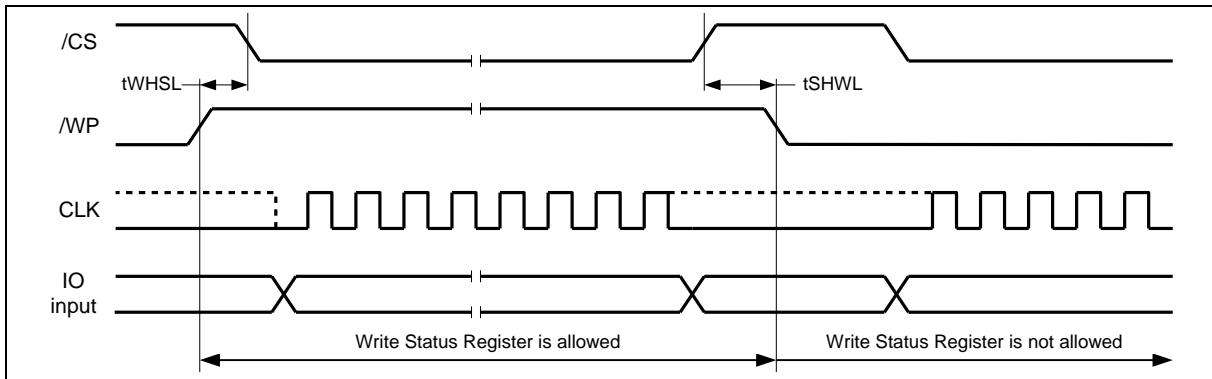 /CS
tWHSL
tSHWL
/WP
CLK
IO
input
Write Status Register is allowed
Write Status Register is not allowed